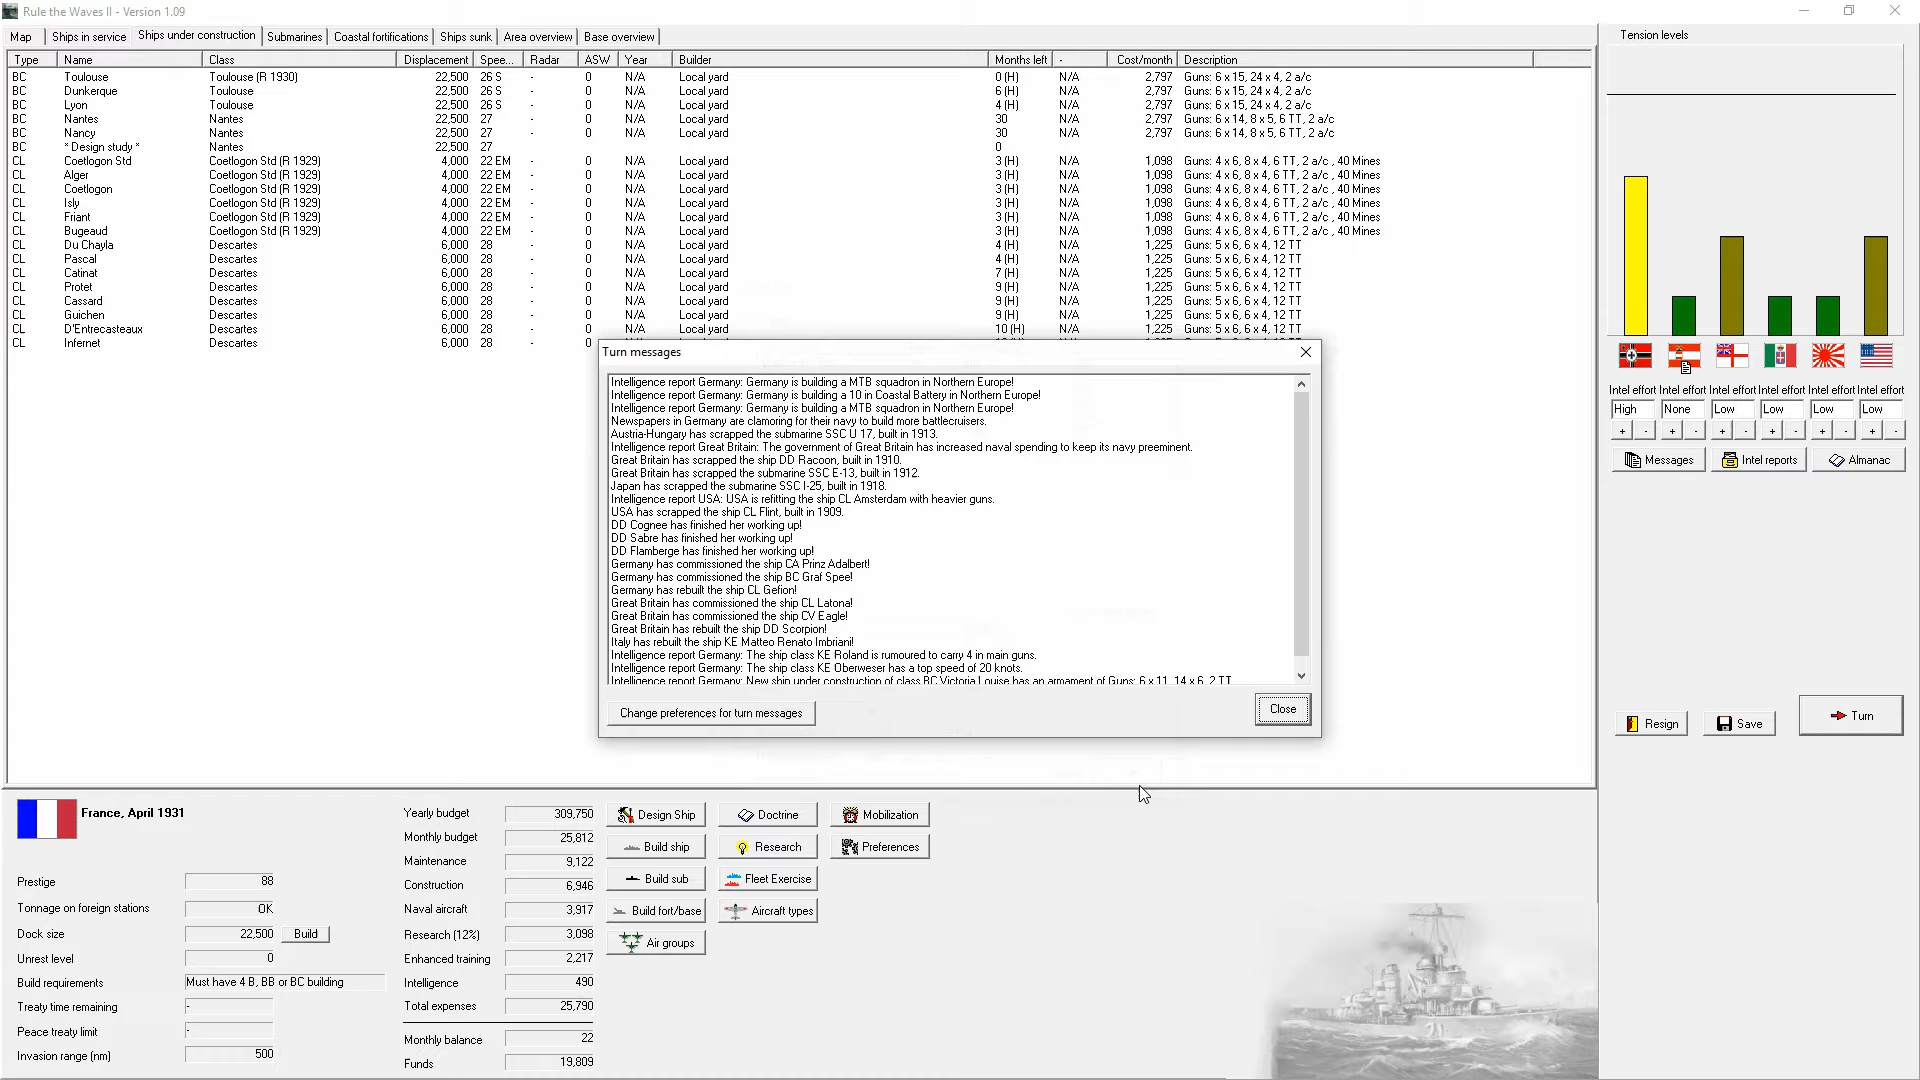 Rule the Waves II - Version 1.09
Map Ships in service Ships under construction Submarines Coastal fortifications Ships sunk Area overview Base overview
Type Name Class Displacement Spee... Radar ASW Year Builder Months left - Cost/month Description
BC Toulouse Toulouse (R 1930) 22,500 26 S - 0 N/A Local yard 0 (H) N/A 2,797 Guns: 6 x 15, 24 x 4, 2 a/c
BC Dunkerque Toulouse 22,500 26 S - 0 N/A Local yard 6 (H) N/A 2,797 Guns: 6 x 15, 24 x 4, 2 a/c
BC Lyon Toulouse 22,500 26 S - 0 N/A Local yard 4 (H) N/A 2,797 Guns: 6 x 15, 24 x 4, 2 a/c
BC Nantes Nantes 22,500 27 - 0 N/A Local yard 30 N/A 2,797 Guns: 6 x 14, 8 x 5, 6 TT, 2 a/c
BC Nancy Nantes 22,500 27 - 0 N/A Local yard 30 N/A 2,797 Guns: 6 x 14, 8 x 5, 6 TT, 2 a/c
BC * Design study * Nantes 22,500 27 0
CL Coetlogon Std Coetlogon Std (R 1929) 4,000 22 EM - 0 N/A Local yard 3 (H) N/A 1,098 Guns: 4 x 6, 8 x 4, 6 TT, 2 a/c , 40 Mines
CL Alger Coetlogon Std (R 1929) 4,000 22 EM - 0 N/A Local yard 3 (H) N/A 1,098 Guns: 4 x 6, 8 x 4, 6 TT, 2 a/c , 40 Mines
CL Coetlogon Coetlogon Std (R 1929) 4,000 22 EM - 0 N/A Local yard 3 (H) N/A 1,098 Guns: 4 x 6, 8 x 4, 6 TT, 2 a/c , 40 Mines
CL Isly Coetlogon Std (R 1929) 4,000 22 EM - 0 N/A Local yard 3 (H) N/A 1,098 Guns: 4 x 6, 8 x 4, 6 TT, 2 a/c , 40 Mines
CL Friant Coetlogon Std (R 1929) 4,000 22 EM - 0 N/A Local yard 3 (H) N/A 1,098 Guns: 4 x 6, 8 x 4, 6 TT, 2 a/c , 40 Mines
CL Bugeaud Coetlogon Std (R 1929) 4,000 22 EM - 0 N/A Local yard 3 (H) N/A 1,098 Guns: 4 x 6, 8 x 4, 6 TT, 2 a/c , 40 Mines
CL Du Chayla Descartes 6,000 28 - 0 N/A Local yard 4 (H) N/A 1,225 Guns: 5 x 6, 6 x 4, 12 TT
CL Pascal Descartes 6,000 28 - 0 N/A Local yard 4 (H) N/A 1,225 Guns: 5 x 6, 6 x 4, 12 TT
CL Catinat Descartes 6,000 28 - 0 N/A Local yard 7 (H) N/A 1,225 Guns: 5 x 6, 6 x 4, 12 TT
CL Protet Descartes 6,000 28 - 0 N/A Local yard 9 (H) N/A 1,225 Guns: 5 x 6, 6 x 4, 12 TT
CL Cassard Descartes 6,000 28 - 0 N/A Local yard 9 (H) N/A 1,225 Guns: 5 x 6, 6 x 4, 12 TT
CL Guichen Descartes 6,000 28 - 0 N/A Local yard 9 (H) N/A 1,225 Guns: 5 x 6, 6 x 4, 12 TT
CL D'Entrecasteaux Descartes 6,000 28 - 0 N/A Local yard 10 (H) N/A 1,225 Guns: 5 x 6, 6 x 4, 12 TT
CL Infernet Descartes 6,000 28 - 0
Turn messages
Intelligence report Germany: Germany is building a MTB squadron in Northern Europe!
Intelligence report Germany: Germany is building a 10 in Coastal Battery in Northern Europe!
Intelligence report Germany: Germany is building a MTB squadron in Northern Europe!
Newspapers in Germany are clamoring for their navy to build more battlecruisers.
Austria-Hungary has scrapped the submarine SSC U 17, built in 1913.
Intelligence report Great Britain: The government of Great Britain has increased naval spending to keep its navy preeminent.
Great Britain has scrapped the ship DD Racoon, built in 1910.
Great Britain has scrapped the submarine SSC E-13, built in 1912.
Japan has scrapped the submarine SSC I-25, built in 1918.
Intelligence report USA: USA is refitting the ship CL Amsterdam with heavier guns.
USA has scrapped the ship CL Flint, built in 1909.
DD Cognee has finished her working up!
DD Sabre has finished her working up!
DD Flamberge has finished her working up!
Germany has commissioned the ship CA Prinz Adalbert!
Germany has commissioned the ship BC Graf Spee!
Germany has rebuilt the ship CL Gefion!
Great Britain has commissioned the ship CL Latona!
Great Britain has commissioned the ship CV Eagle!
Great Britain has rebuilt the ship DD Scorpion!
Italy has rebuilt the ship KE Matteo Renato Imbriani!
Intelligence report Germany: The ship class KE Roland is rumoured to carry 4 in main guns.
Intelligence report Germany: The ship class KE Oberweser has a top speed of 20 knots.
Intelligence report Germany: New ship under construction of class BC Victoria Louise has an armament of Guns: 6 x 11, 14 x 6, 2 TT
Change preferences for turn messages
Close
Tension levels
Intel effort Intel effort Intel effort Intel effort Intel effort Intel effort
High None Low Low Low Low
+ - + - + - + - + - + -
Messages Intel reports Almanac
Resign Save Turn
France, April 1931
Prestige 88
Tonnage on foreign stations OK
Dock size 22,500 Build
Unrest level 0
Build requirements Must have 4 B, BB or BC building
Treaty time remaining -
Peace treaty limit -
Invasion range (nm) 500
Yearly budget 309,750
Monthly budget 25,812
Maintenance 9,122
Construction 6,946
Naval aircraft 3,917
Research (12%) 3,098
Enhanced training 2,217
Intelligence 490
Total expenses 25,790
Monthly balance 22
Funds 19,809
Design Ship Doctrine Mobilization
Build ship Research Preferences
Build sub Fleet Exercise
Build fort/base Aircraft types
Air groups